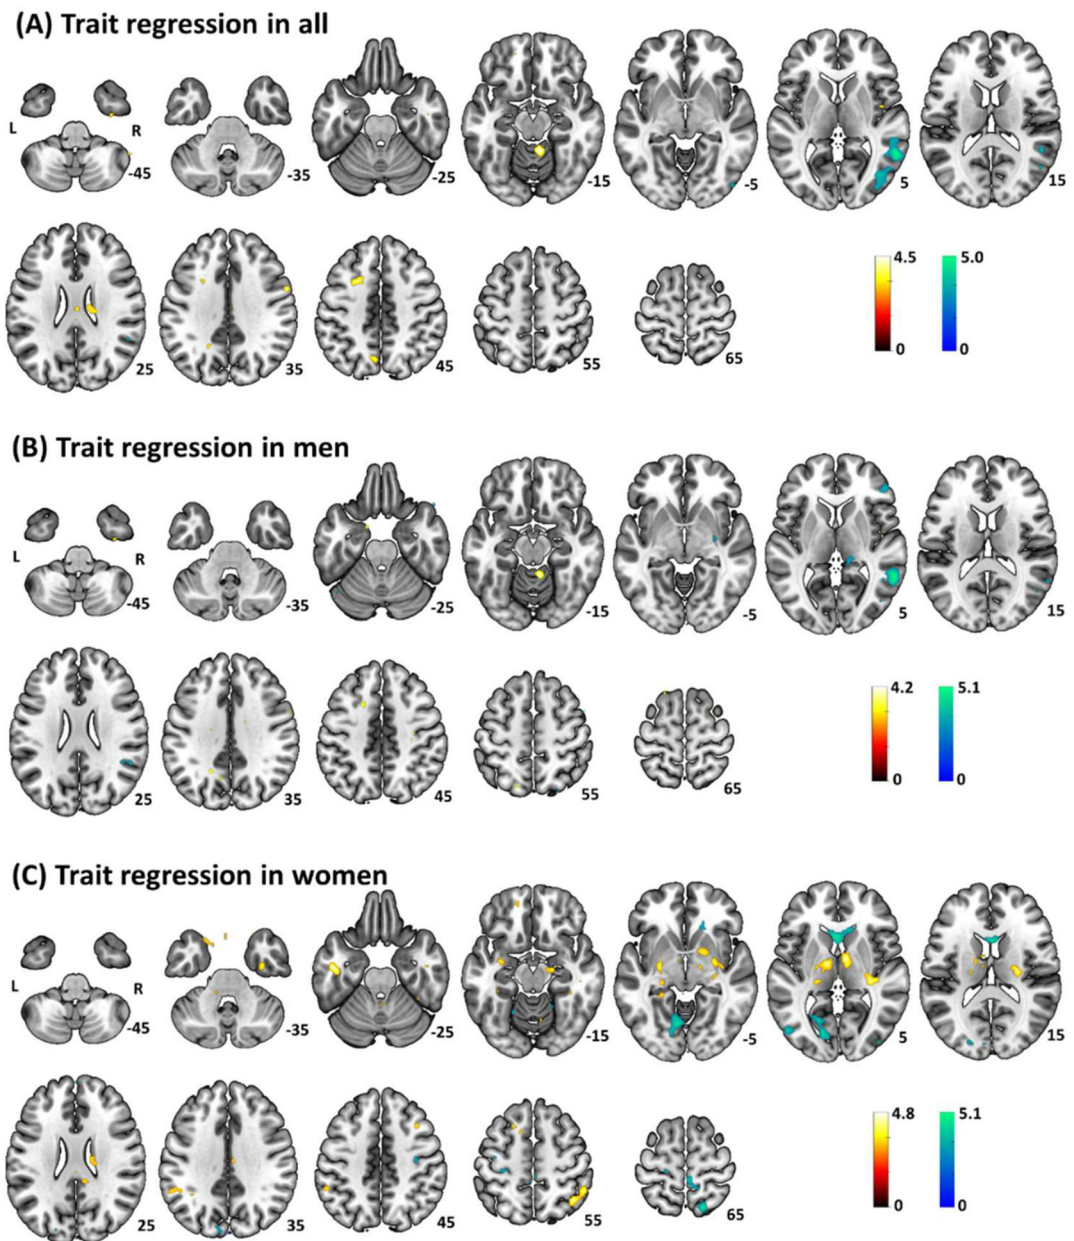 (A) Trait regression in all
L R -45 -35 -25 -15 -5 5 15
4.5 5.0
0 0
25 35 45 55 65
(B) Trait regression in men
L R -45 -35 -25 -15 -5 5 15
4.2 5.1
0 0
25 35 45 55 65
(C) Trait regression in women
L R -45 -35 -25 -15 -5 5 15
4.8 5.1
0 0
25 35 45 55 65